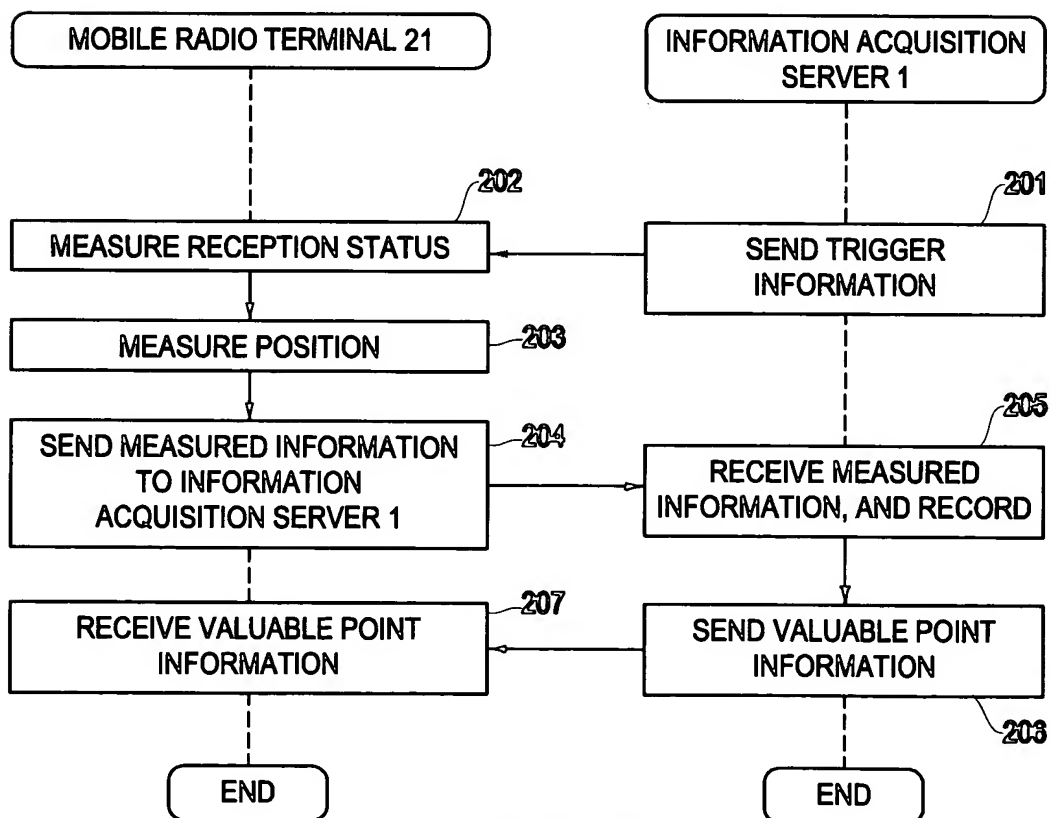 MOBILE RADIO TERMINAL 21
INFORMATION ACQUISITION
SERVER 1
202
201
MEASURE RECEPTION STATUS
SEND TRIGGER
INFORMATION
MEASURE POSITION
203
204
205
SEND MEASURED INFORMATION
TO INFORMATION
ACQUISITION SERVER 1
RECEIVE MEASURED
INFORMATION, AND RECORD
207
RECEIVE VALUABLE POINT
INFORMATION
SEND VALUABLE POINT
INFORMATION
206
END
END